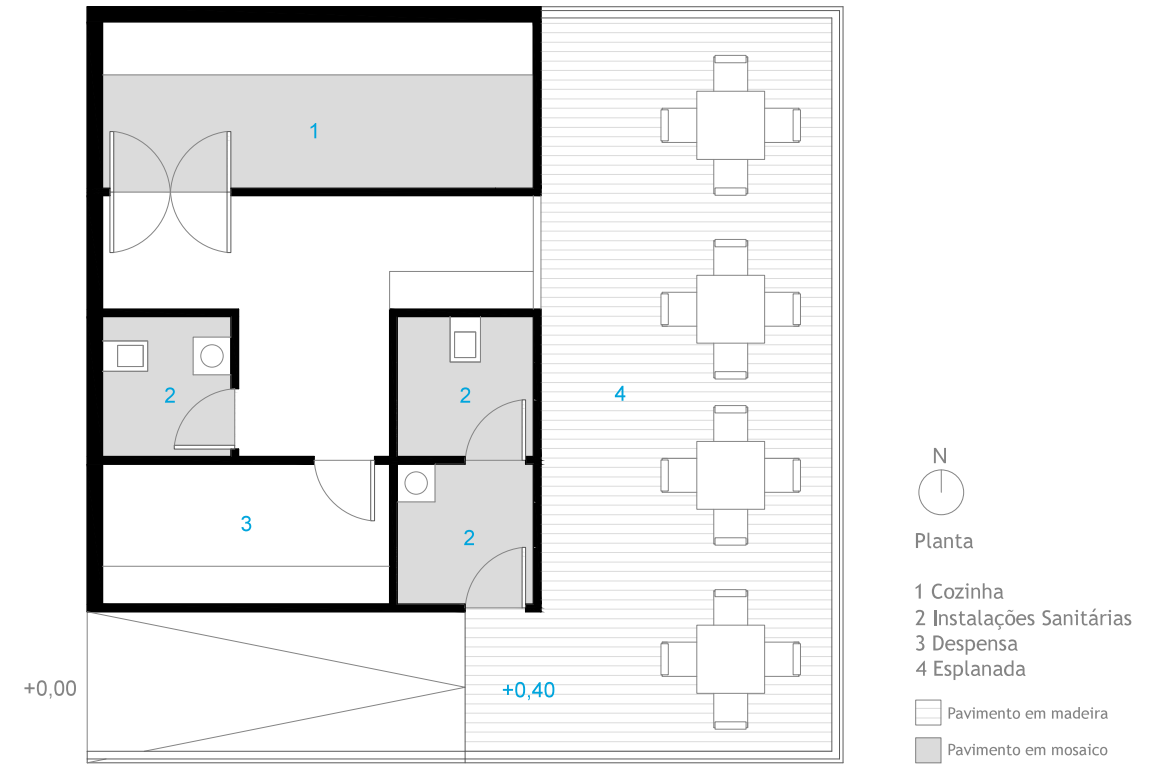 1
2
2
4
3
2
+0,00
+0,40
N
Planta
1 Cozinha
2 Instalações Sanitárias
3 Despensa
4 Esplanada
Pavimento em madeira
Pavimento em mosaico